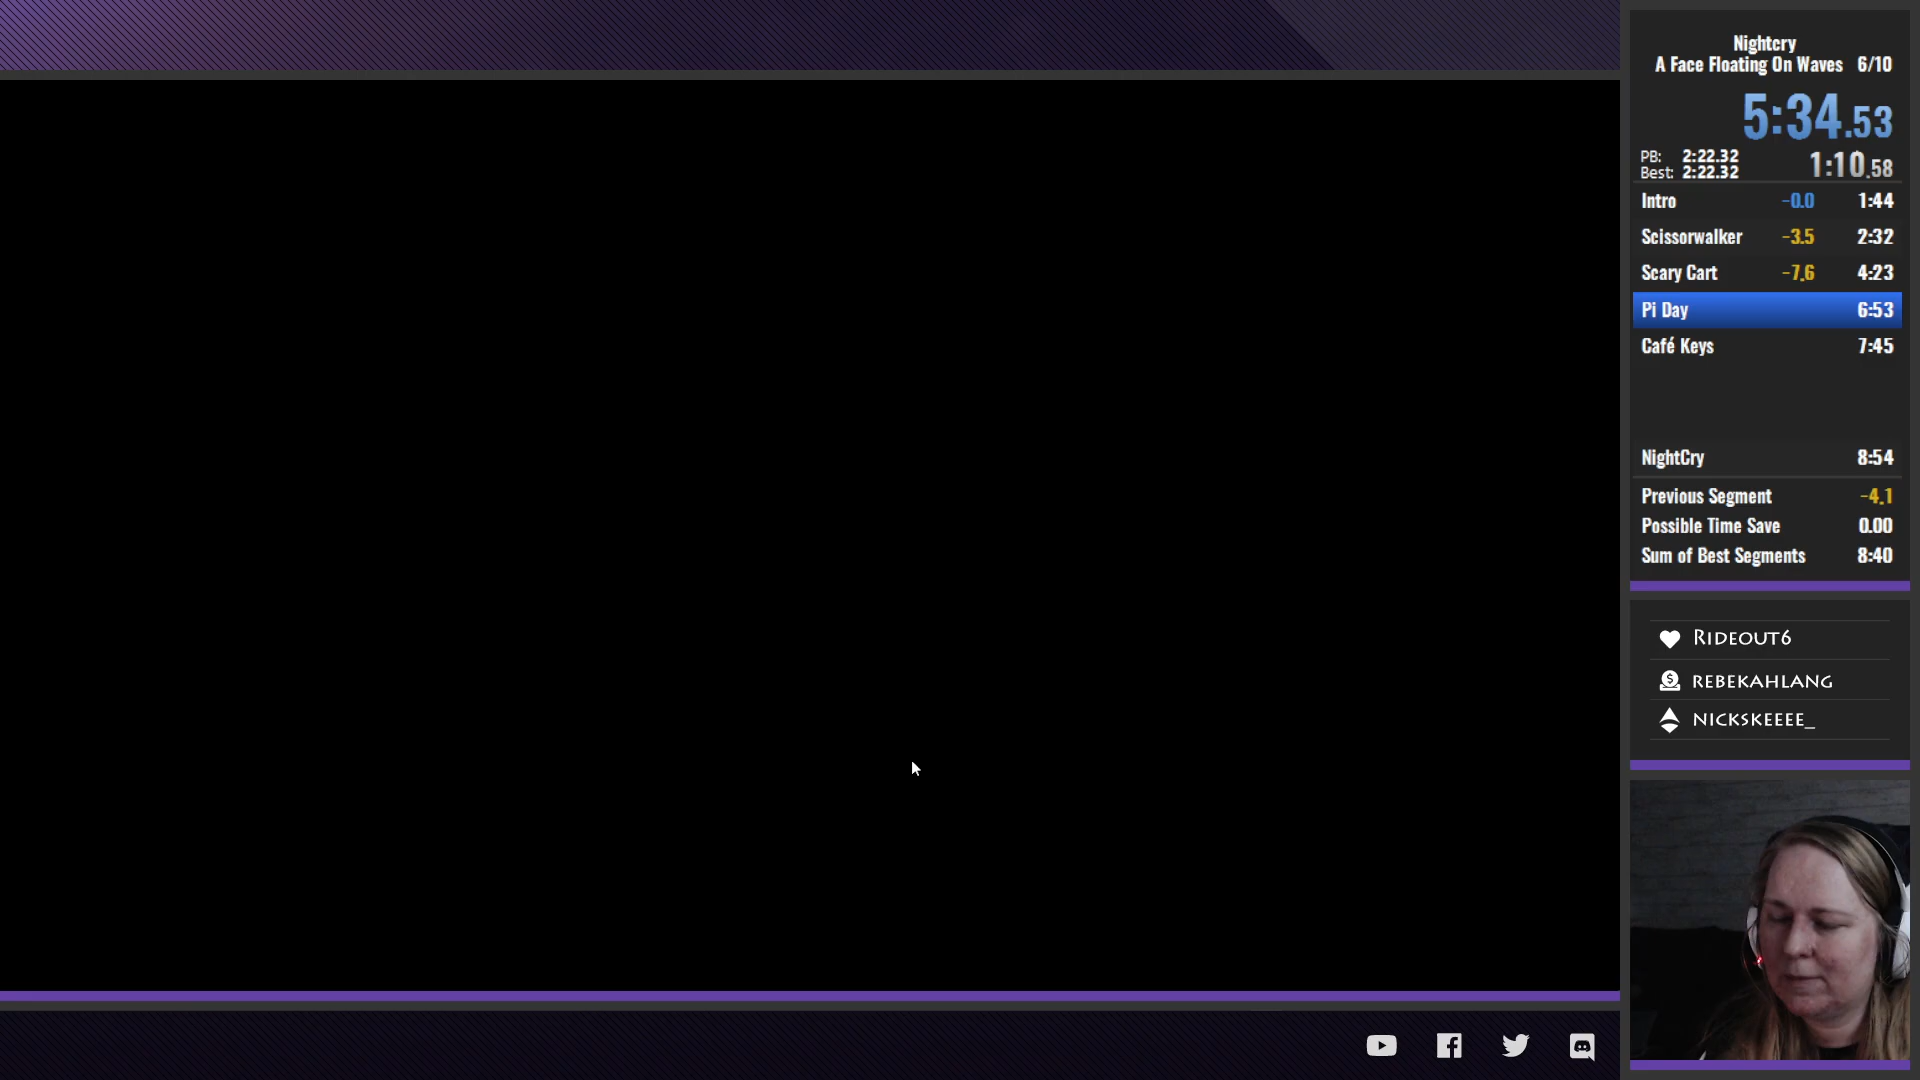 Nightcry
A Face Floating On Waves 6/10
5:34.53
PB: 2:22.32
Best: 2:22.32
1:10.58
Intro -0.0 1:44
Scissorwalker -3.5 2:32
Scary Cart -7.6 4:23
Pi Day 6:53
Café Keys 7:45
NightCry 8:54
Previous Segment -4.1
Possible Time Save 0.00
Sum of Best Segments 8:40
Rideout6
rebekahlang
nickskeeee_